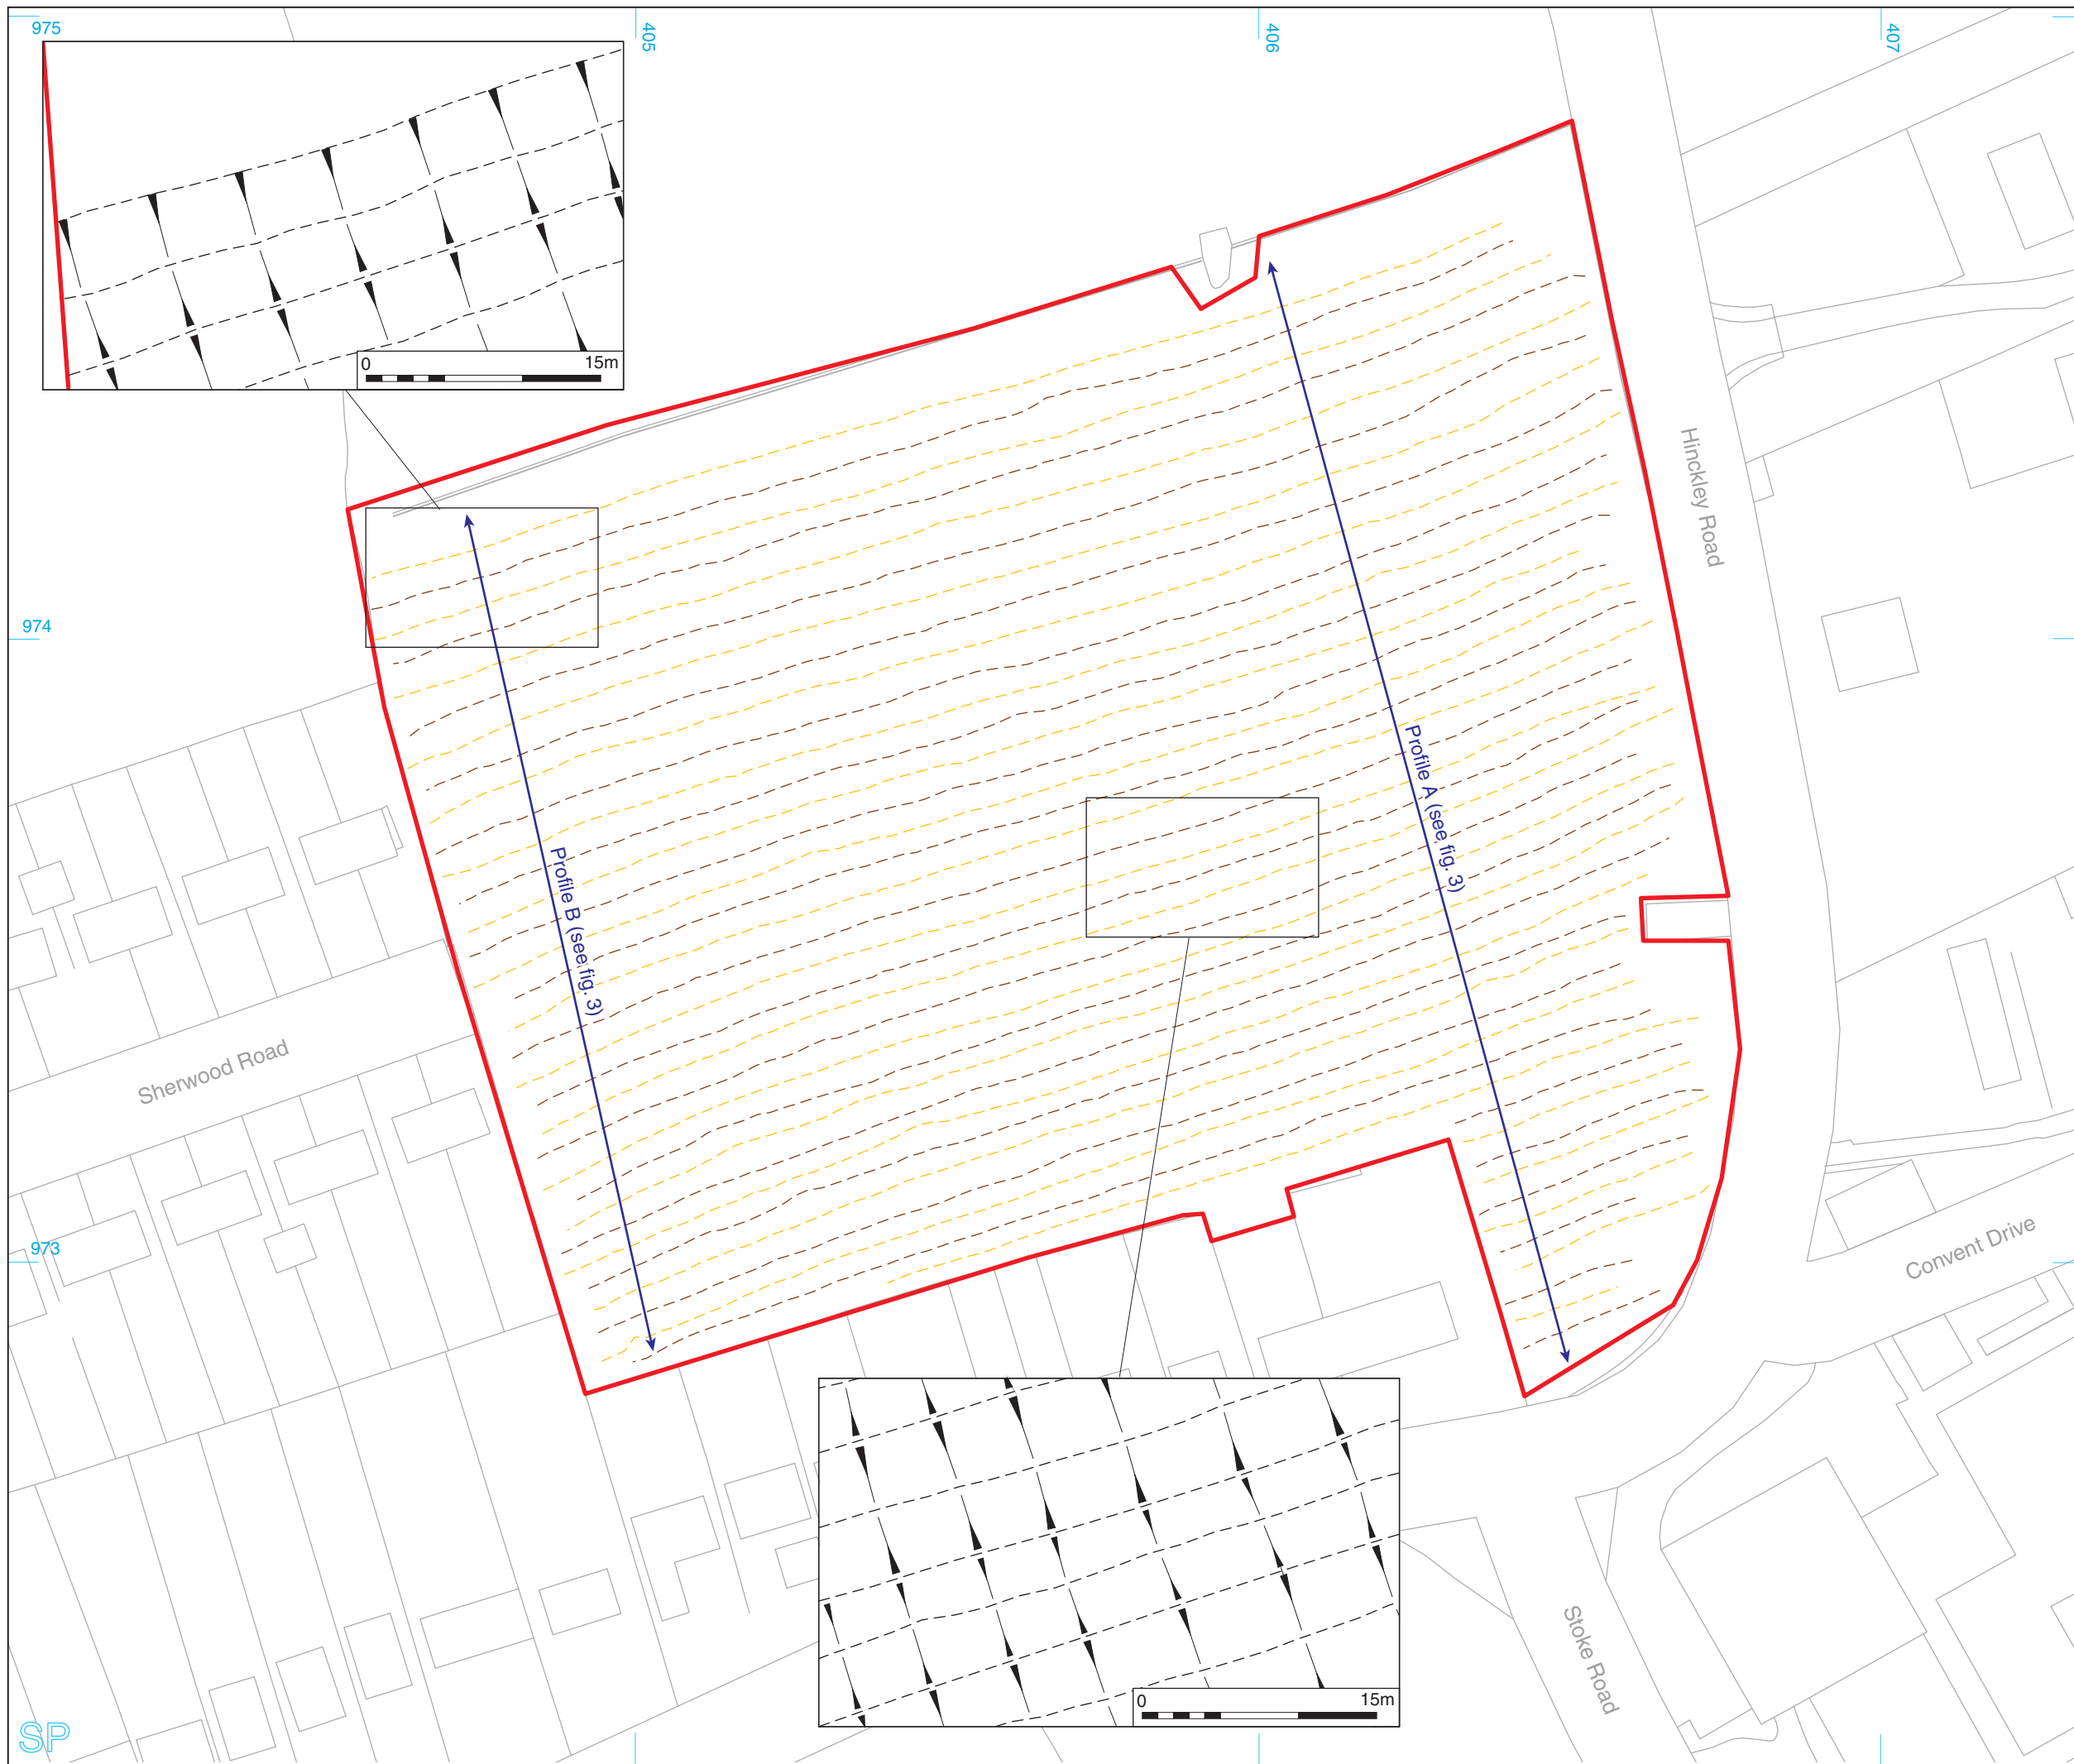 975
405
406
407
0 15m
Hinckley Road
974
Profile A (see fig. 3)
Profile B (see fig. 3)
Sherwood Road
973
Convent Drive
Stoke Road
0 15m
SP